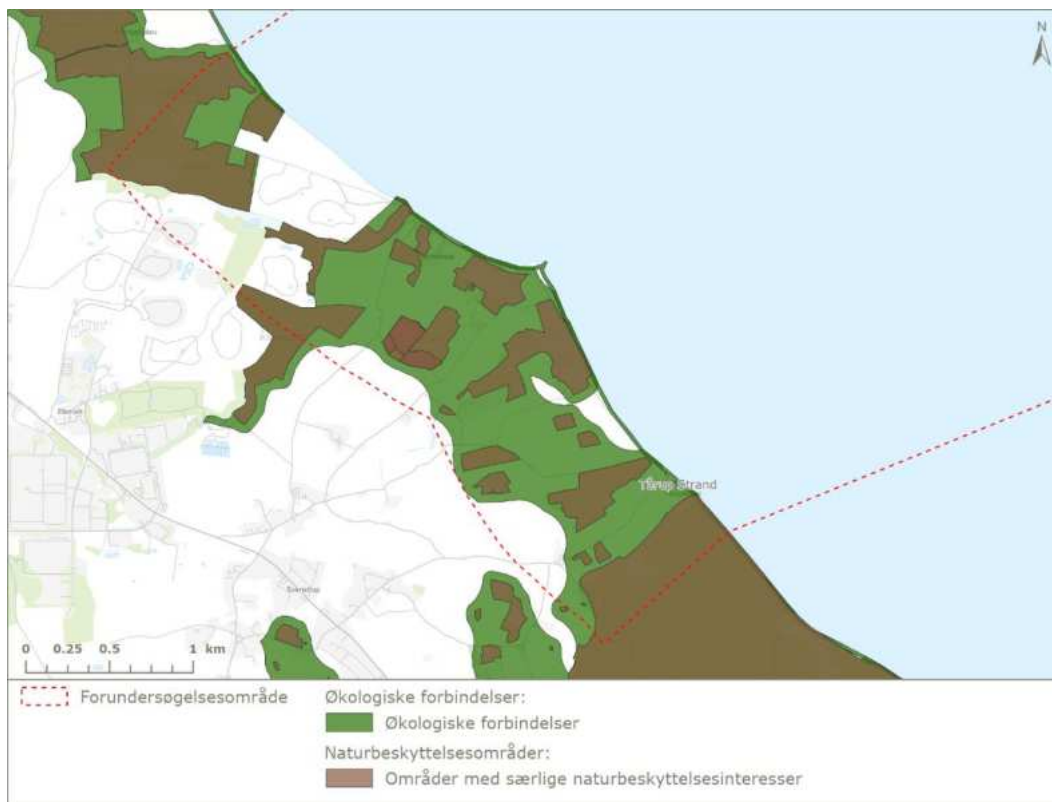 N
Tårup Strand
0 0.25 0.5 1 km
Forundersøgelsesområde
Økologiske forbindelser:
Økologiske forbindelser
Naturbeskyttelsesområder:
Områder med særlige naturbeskyttelsesinteresser